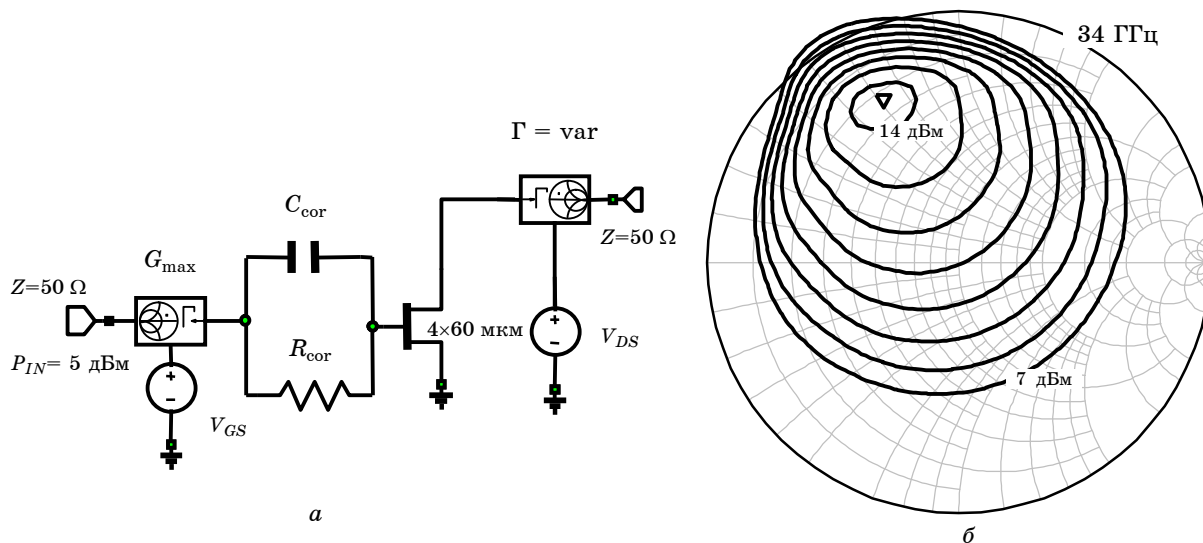 Γ = var
C_cor
Z=50 Ω
G_max
Z=50 Ω
P_IN= 5 дБм
R_cor
4×60 мкм
V_DS
V_GS
а
34 ГГц
14 дБм
7 дБм
б